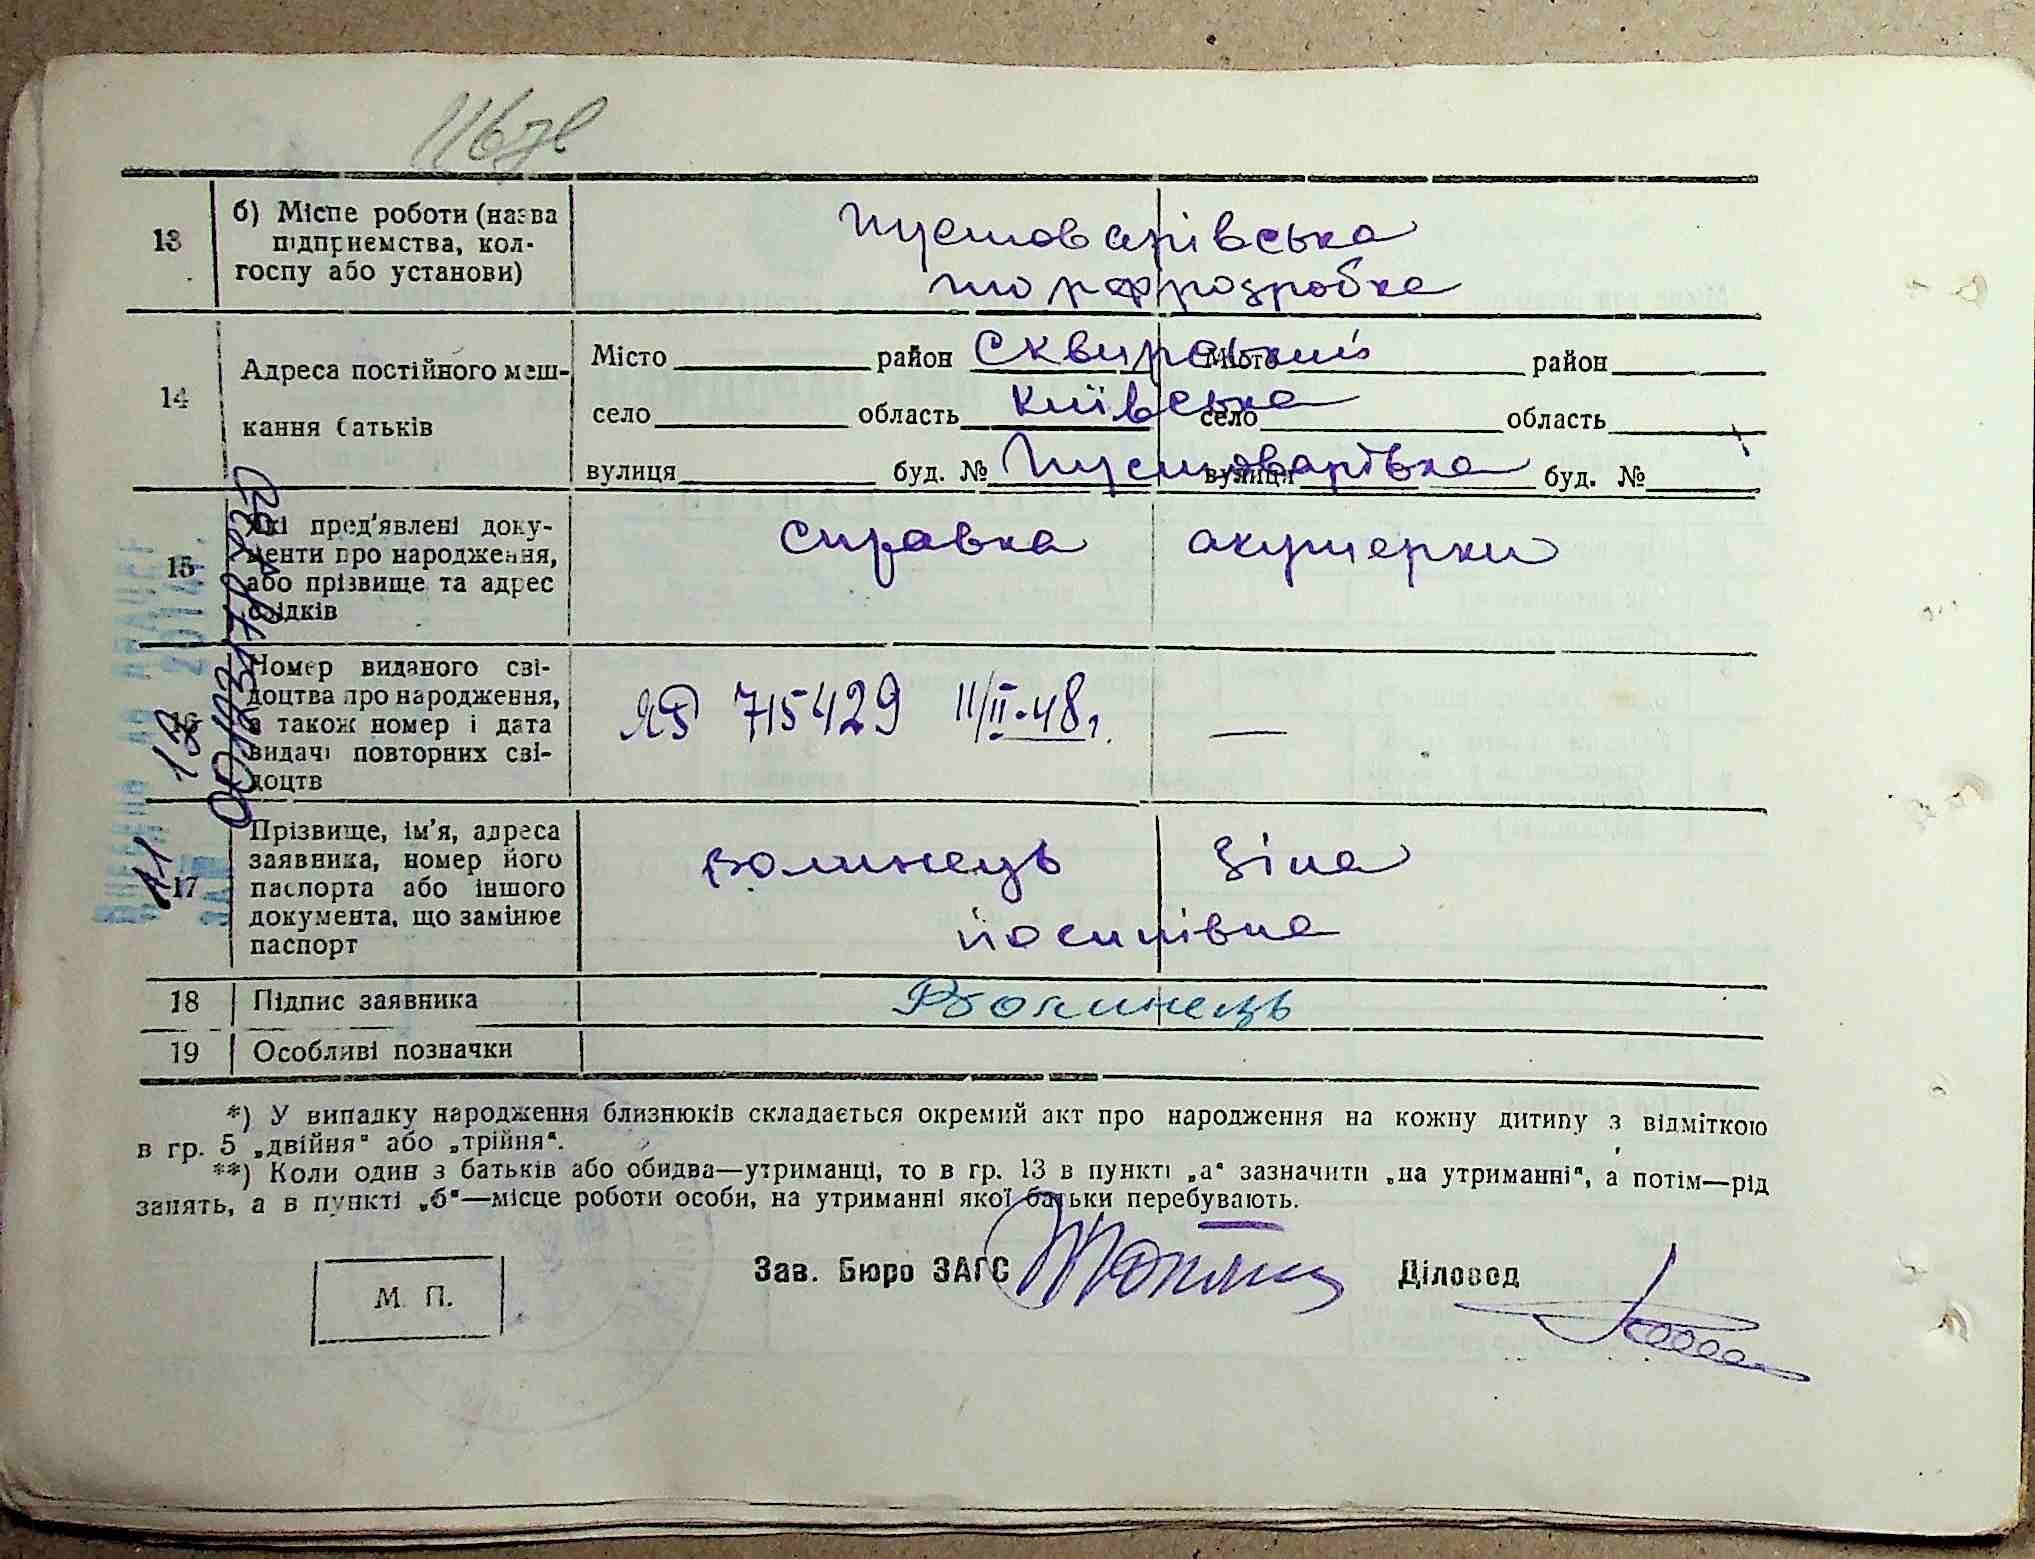 116зв
13 б) Місце роботи (назва підприємства, кол-
госпу або установи)
Пустоварівська
торфрозробка
14 Адреса постійного меш-
кання батьків
Місто район Сквирський Місто район
село область Київська село область
вулиця буд. № Пустоварівка вулиця буд. №
15 Які пред'явлені доку-
менти про народження,
або прізвище та адрес
свідків
справка акушерки
16 Номер виданого сві-
доцтва про народження,
а також номер і дата
видачі повторних сві-
доцтв
ЯБ 715429 11/II-48г. —
17 Прізвище, ім'я, адреса
заявника, номер його
паспорта або іншого
документа, що замінює
паспорт
Волинець Зіна
Йосипівна
18 Підпис заявника Волинець
19 Особливі позначки
*) У випадку народження близнюків складається окремий акт про народження на кожну дитину з відміткою
в гр. 5 „двійня" або „трійня".
**) Коли один з батьків або обидва—утриманці, то в гр. 13 в пункті „а" зазначити „на утриманні", а потім—рід
занять, а в пункті „б"—місце роботи особи, на утриманні якої батьки перебувають.
М. П.
Зав. Бюро ЗАГС
Діловод